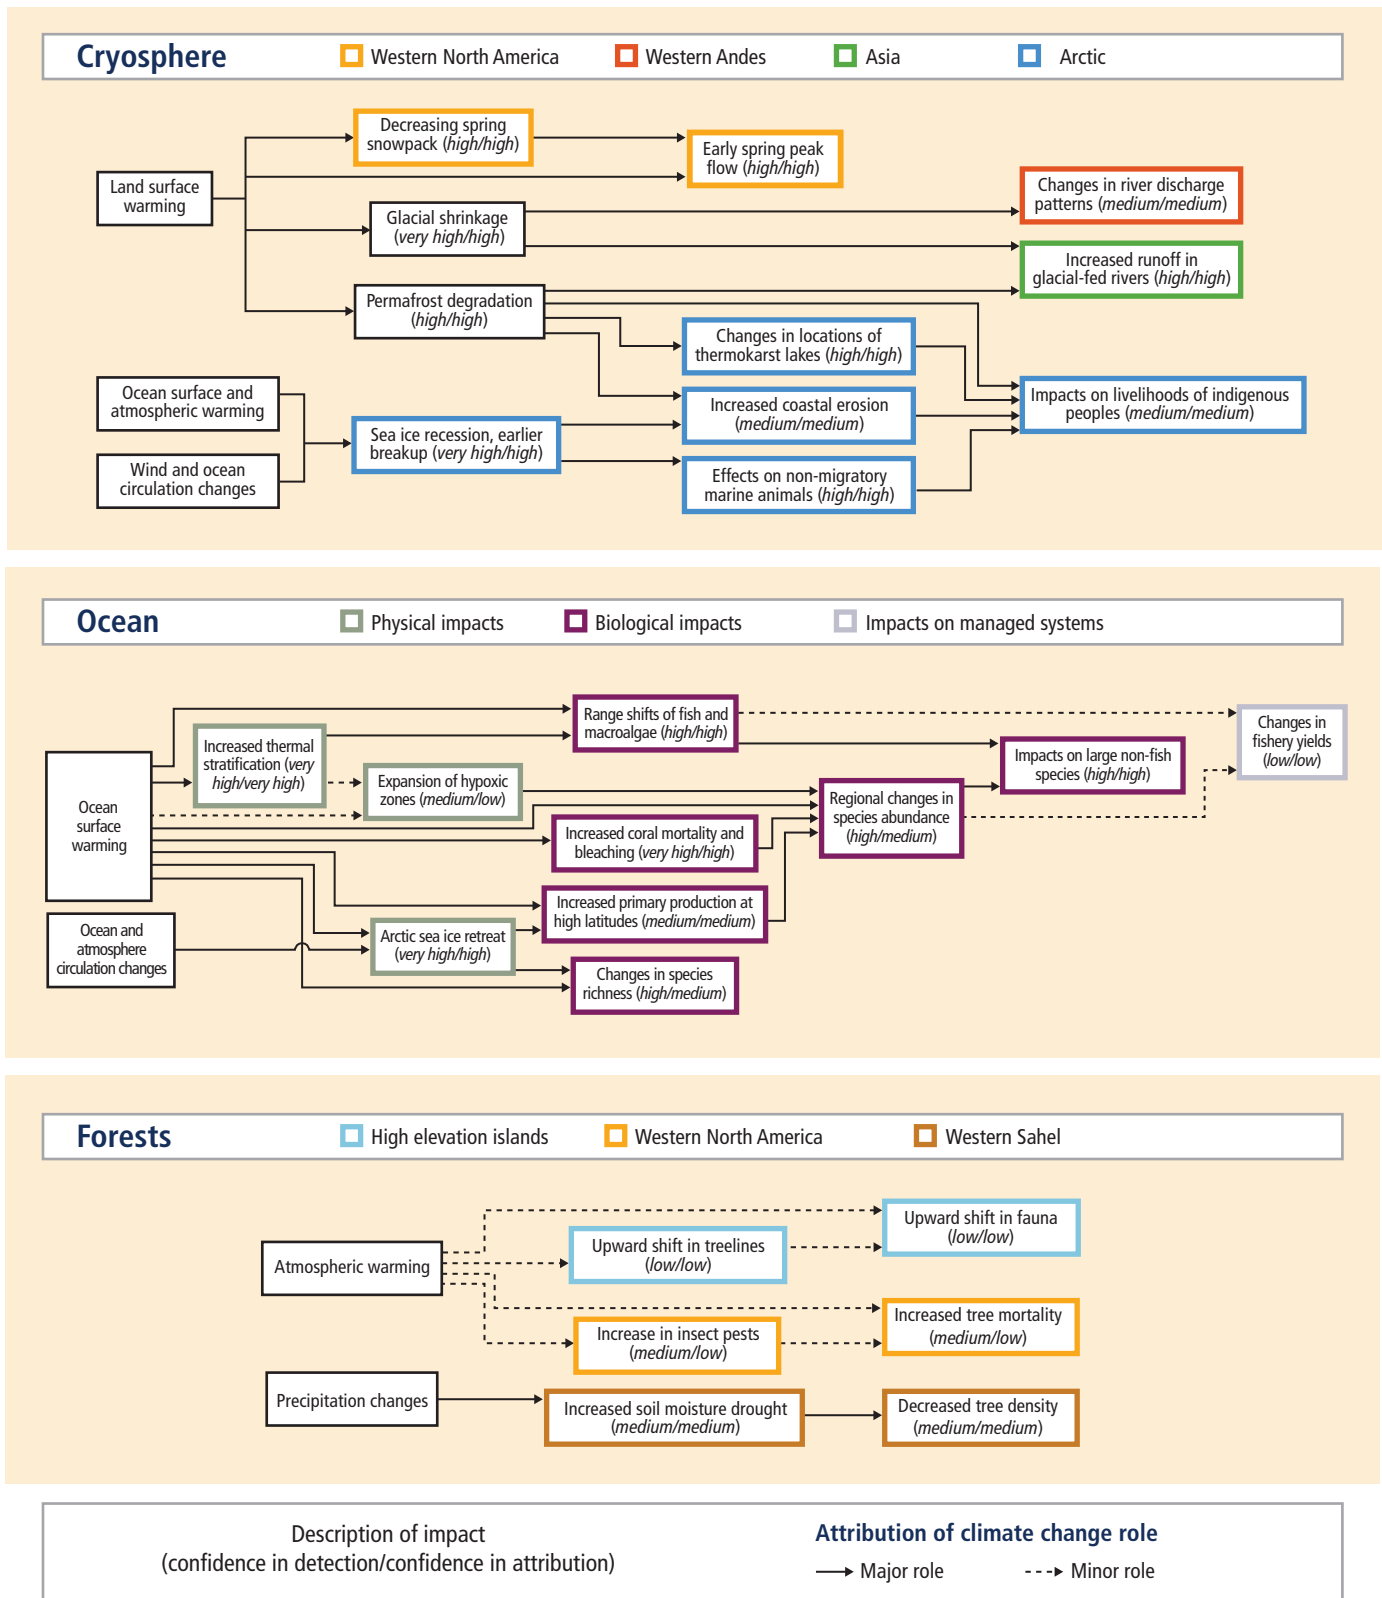 Cryosphere
Western North America
Western Andes
Asia
Arctic
Decreasing spring
snowpack (high/high)
Early spring peak
flow (high/high)
Land surface
warming
Changes in river discharge
patterns (medium/medium)
Glacial shrinkage
(very high/high)
Increased runoff in
glacial-fed rivers (high/high)
Permafrost degradation
(high/high)
Changes in locations of
thermokarst lakes (high/high)
Ocean surface and
atmospheric warming
Increased coastal erosion
(medium/medium)
Impacts on livelihoods of indigenous
peoples (medium/medium)
Sea ice recession, earlier
breakup (very high/high)
Wind and ocean
circulation changes
Effects on non-migratory
marine animals (high/high)
Ocean
Physical impacts
Biological impacts
Impacts on managed systems
Range shifts of fish and
macroalgae (high/high)
Changes in
fishery yields
(low/low)
Increased thermal
stratification (very
high/very high)
Impacts on large non-fish
species (high/high)
Expansion of hypoxic
zones (medium/low)
Ocean
surface
warming
Regional changes in
species abundance
(high/medium)
Increased coral mortality and
bleaching (very high/high)
Increased primary production at
high latitudes (medium/medium)
Ocean and
atmosphere
circulation changes
Arctic sea ice retreat
(very high/high)
Changes in species
richness (high/medium)
Forests
High elevation islands
Western North America
Western Sahel
Upward shift in fauna
(low/low)
Upward shift in treelines
(low/low)
Atmospheric warming
Increased tree mortality
(medium/low)
Increase in insect pests
(medium/low)
Precipitation changes
Increased soil moisture drought
(medium/medium)
Decreased tree density
(medium/medium)
Description of impact
(confidence in detection/confidence in attribution)
Attribution of climate change role
Major role
Minor role